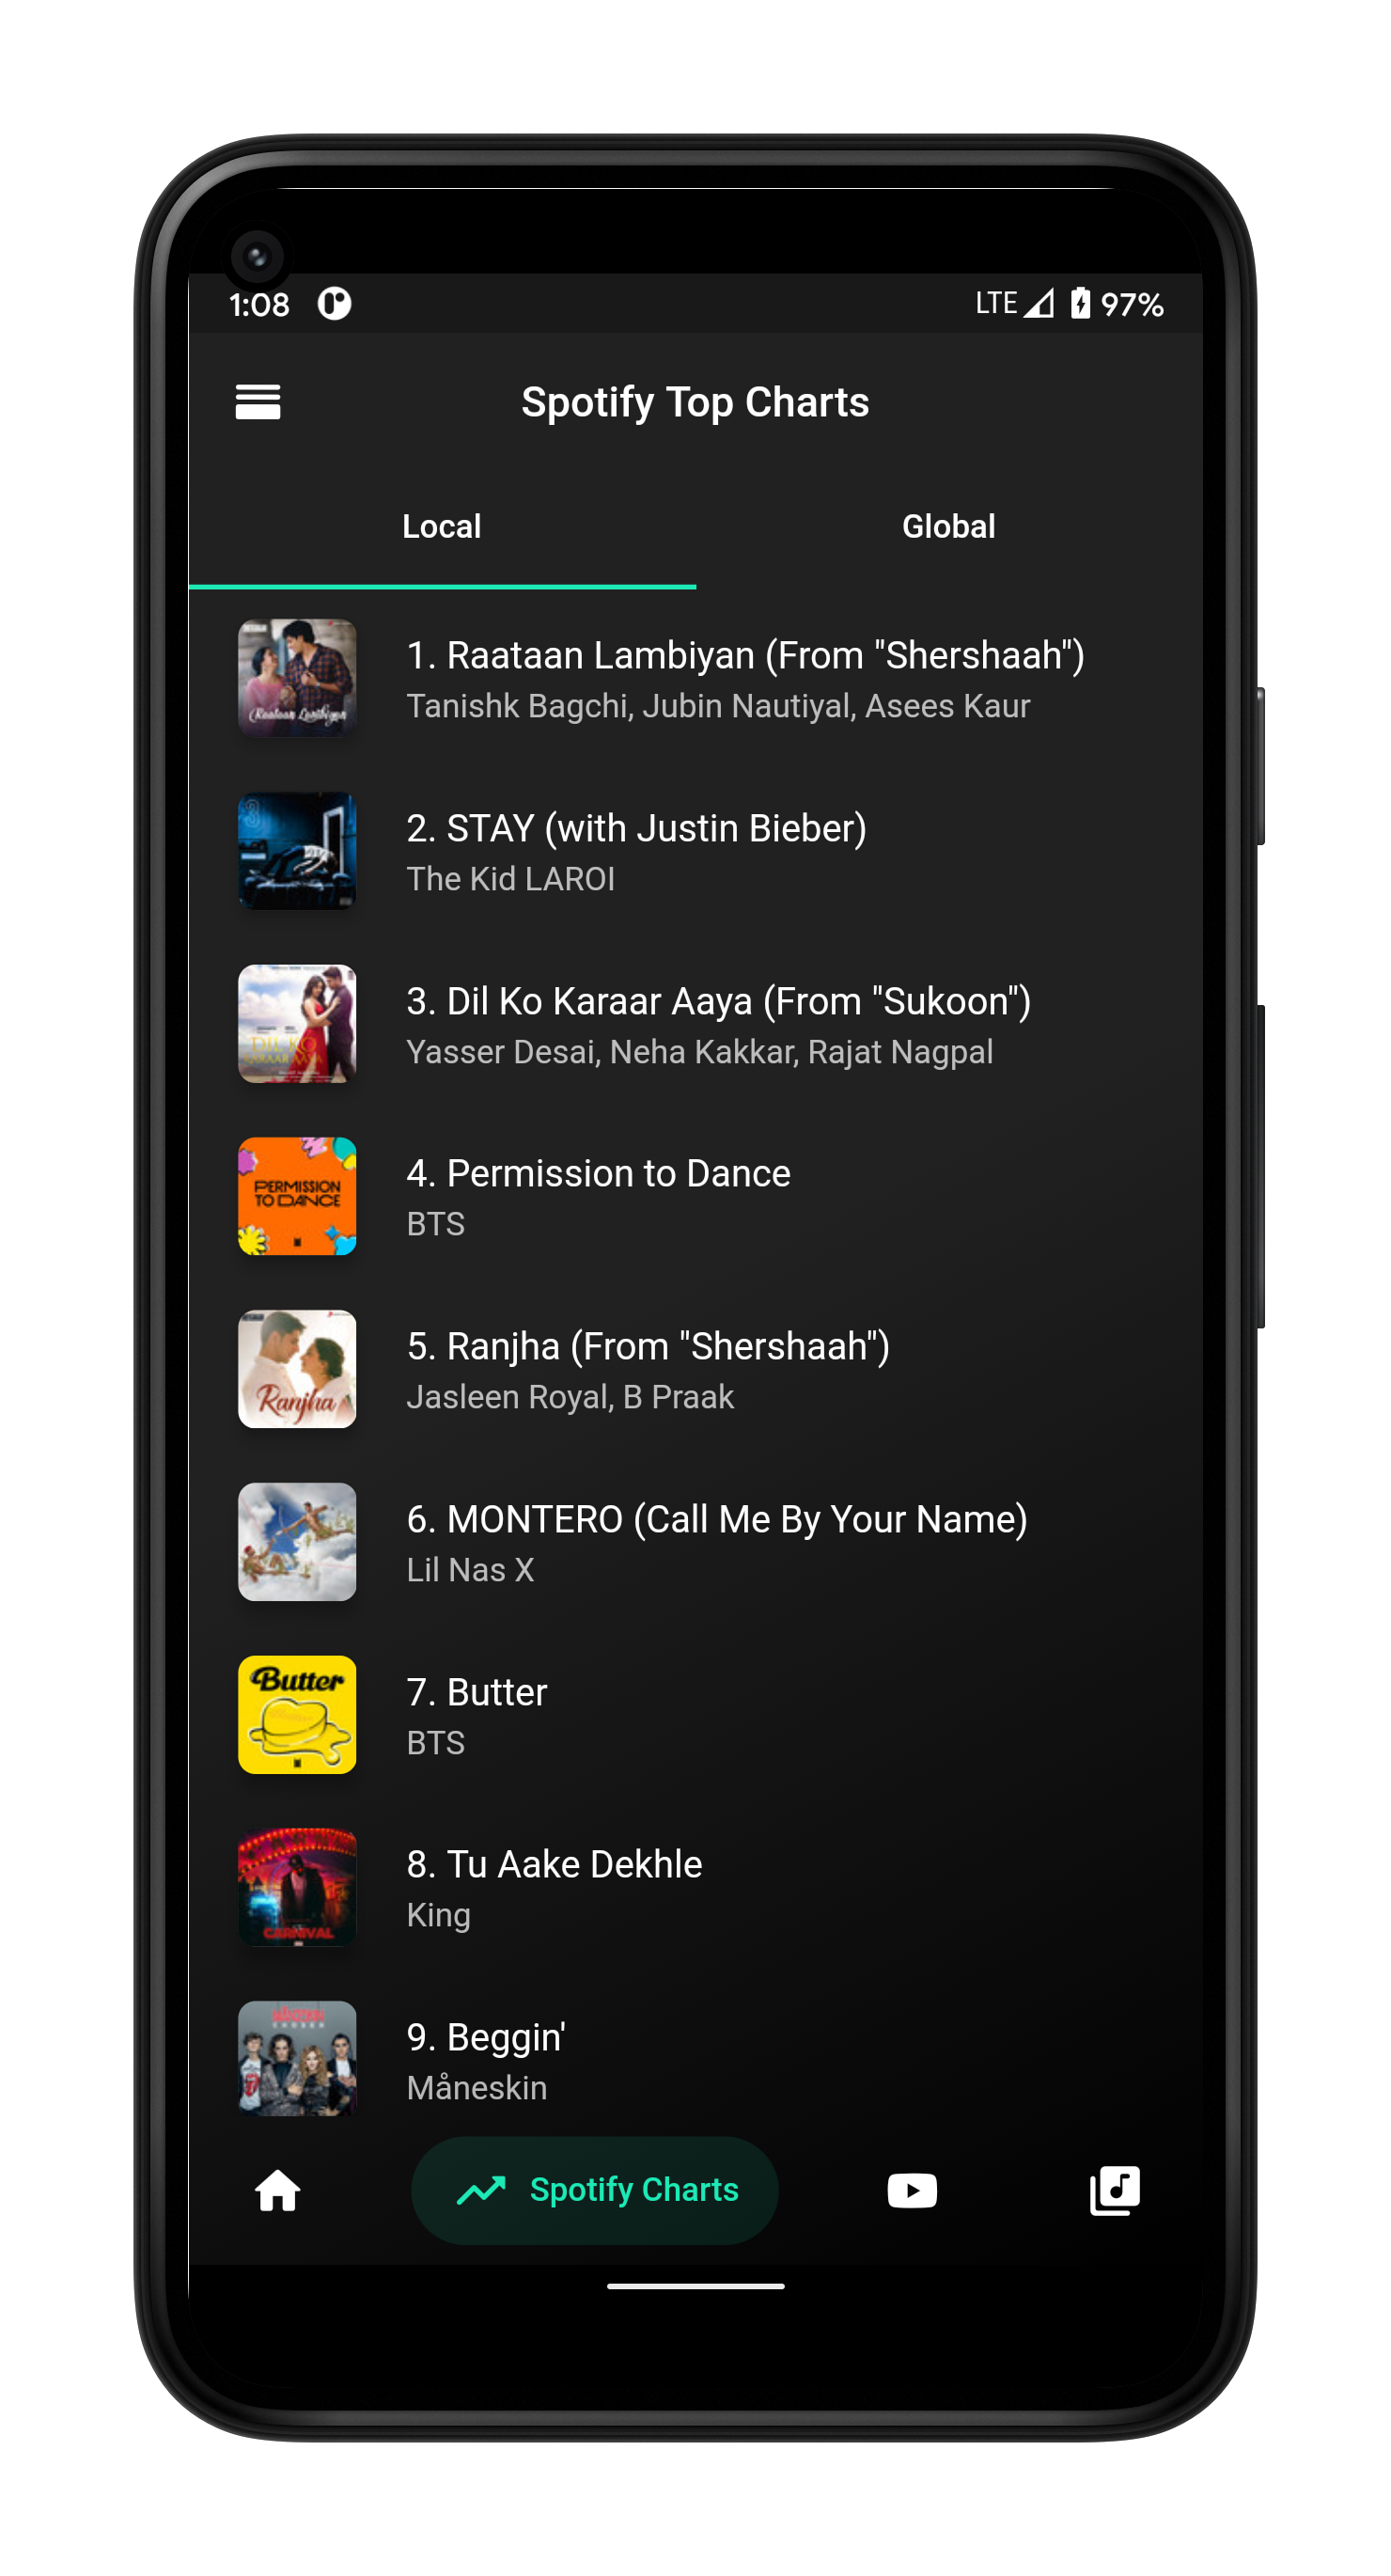 1:08
LTE 97%
Spotify Top Charts
Local Global
Raataan Lambiyan
1. Raataan Lambiyan (From "Shershaah")
Tanishk Bagchi, Jubin Nautiyal, Asees Kaur
2. STAY (with Justin Bieber)
The Kid LAROI
DIL KO
KARAAR AAYA
3. Dil Ko Karaar Aaya (From "Sukoon")
Yasser Desai, Neha Kakkar, Rajat Nagpal
PERMISSION
TO DANCE
4. Permission to Dance
BTS
Ranjha
5. Ranjha (From "Shershaah")
Jasleen Royal, B Praak
6. MONTERO (Call Me By Your Name)
Lil Nas X
Butter
7. Butter
BTS
CARNIVAL
8. Tu Aake Dekhle
King
9. Beggin'
Måneskin
Spotify Charts